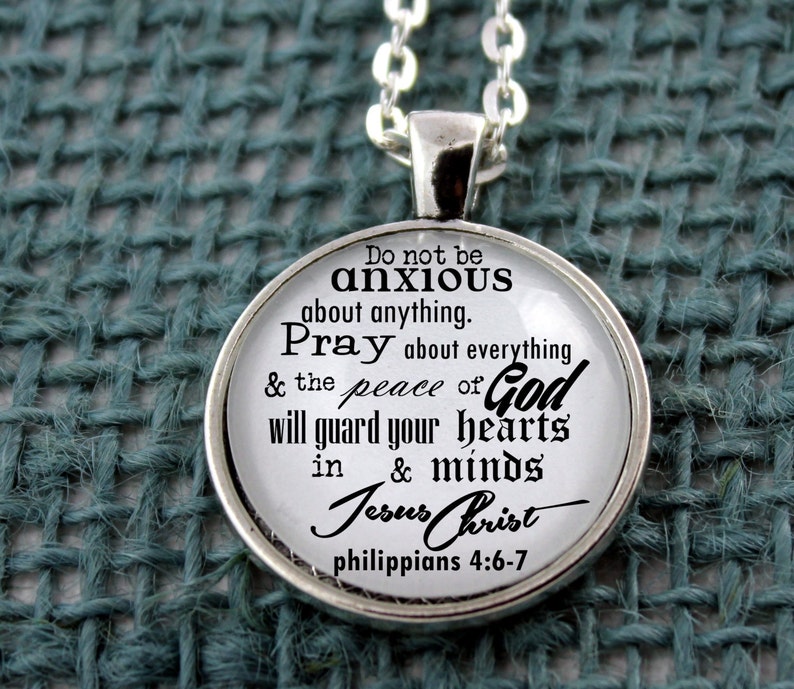 Do not be
anxious
about anything.
Pray about everything
& the peace of God
will guard your hearts
in & minds
Jesus Christ
philippians 4:6-7